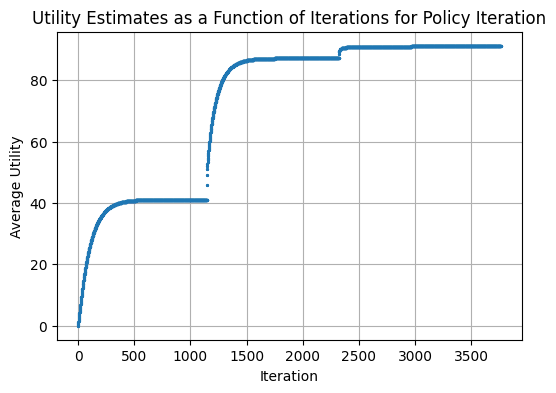 Utility Estimates as a Function of Iterations for Policy Iteration
Average Utility
80
60
40
20
0
0 500 1000 1500 2000 2500 3000 3500
Iteration